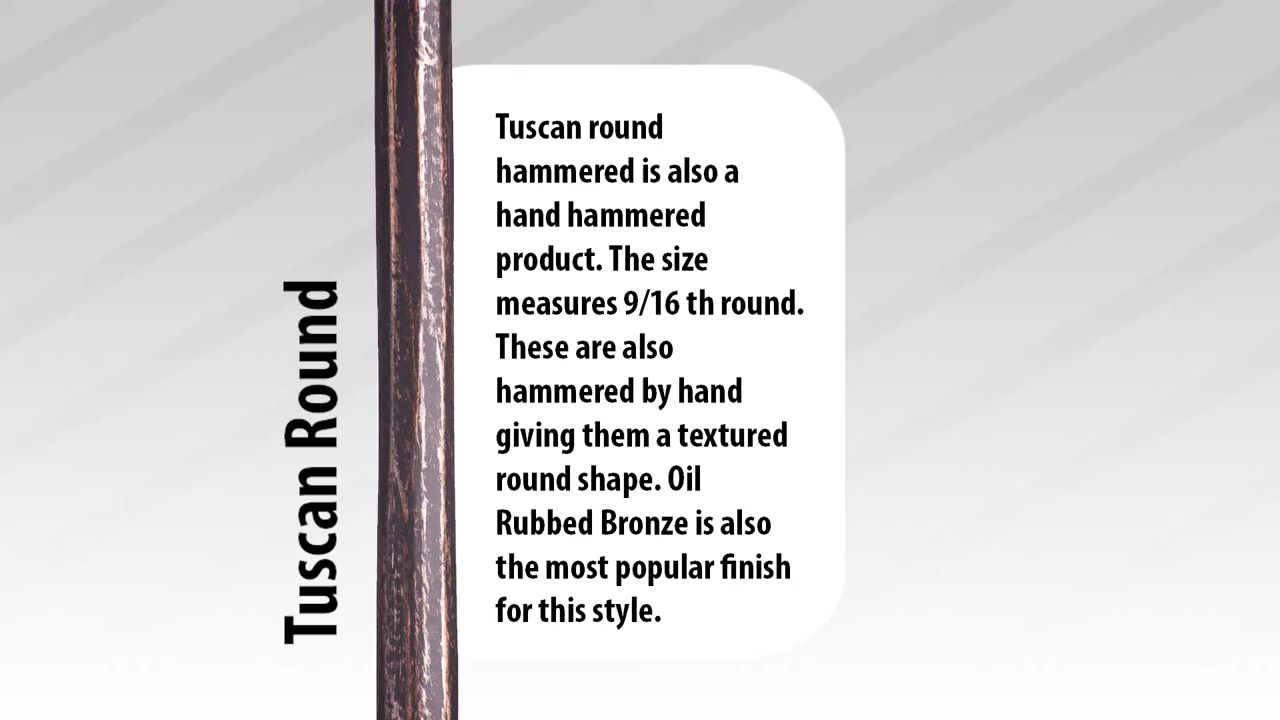 Tuscan Round
Tuscan round
hammered is also a
hand hammered
product. The size
measures 9/16 th round.
These are also
hammered by hand
giving them a textured
round shape. Oil
Rubbed Bronze is also
the most popular finish
for this style.